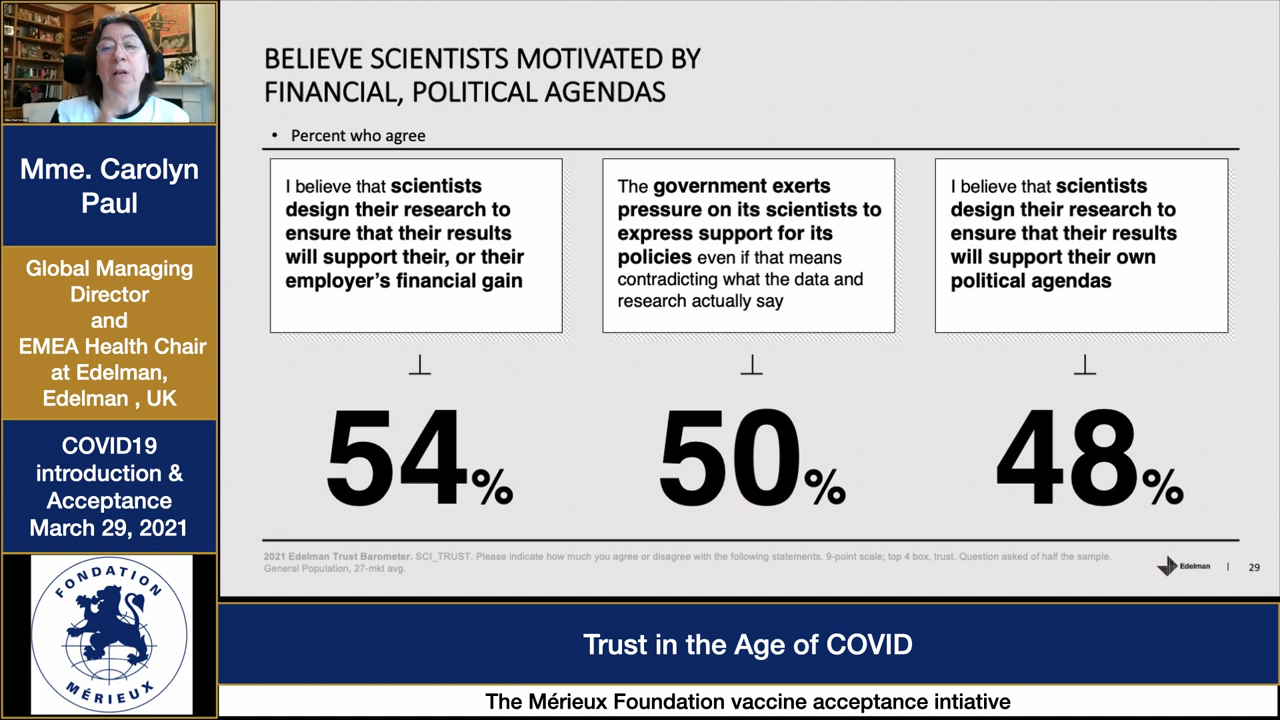 Mme. Carolyn
Paul
Global Managing
Director
and
EMEA Health Chair
at Edelman,
Edelman , UK
COVID19
introduction &
Acceptance
March 29, 2021
FONDATION
MÉRIEUX
BELIEVE SCIENTISTS MOTIVATED BY
FINANCIAL, POLITICAL AGENDAS
• Percent who agree
I believe that scientists
design their research to
ensure that their results
will support their, or their
employer's financial gain
54%
The government exerts
pressure on its scientists to
express support for its
policies even if that means
contradicting what the data and
research actually say
50%
I believe that scientists
design their research to
ensure that their results
will support their own
political agendas
48%
2021 Edelman Trust Barometer. SCI_TRUST. Please indicate how much you agree or disagree with the following statements. 9-point scale; top 4 box, trust. Question asked of half the sample.
General Population, 27-mkt avg.
Edelman | 29
Trust in the Age of COVID
The Mérieux Foundation vaccine acceptance intiative